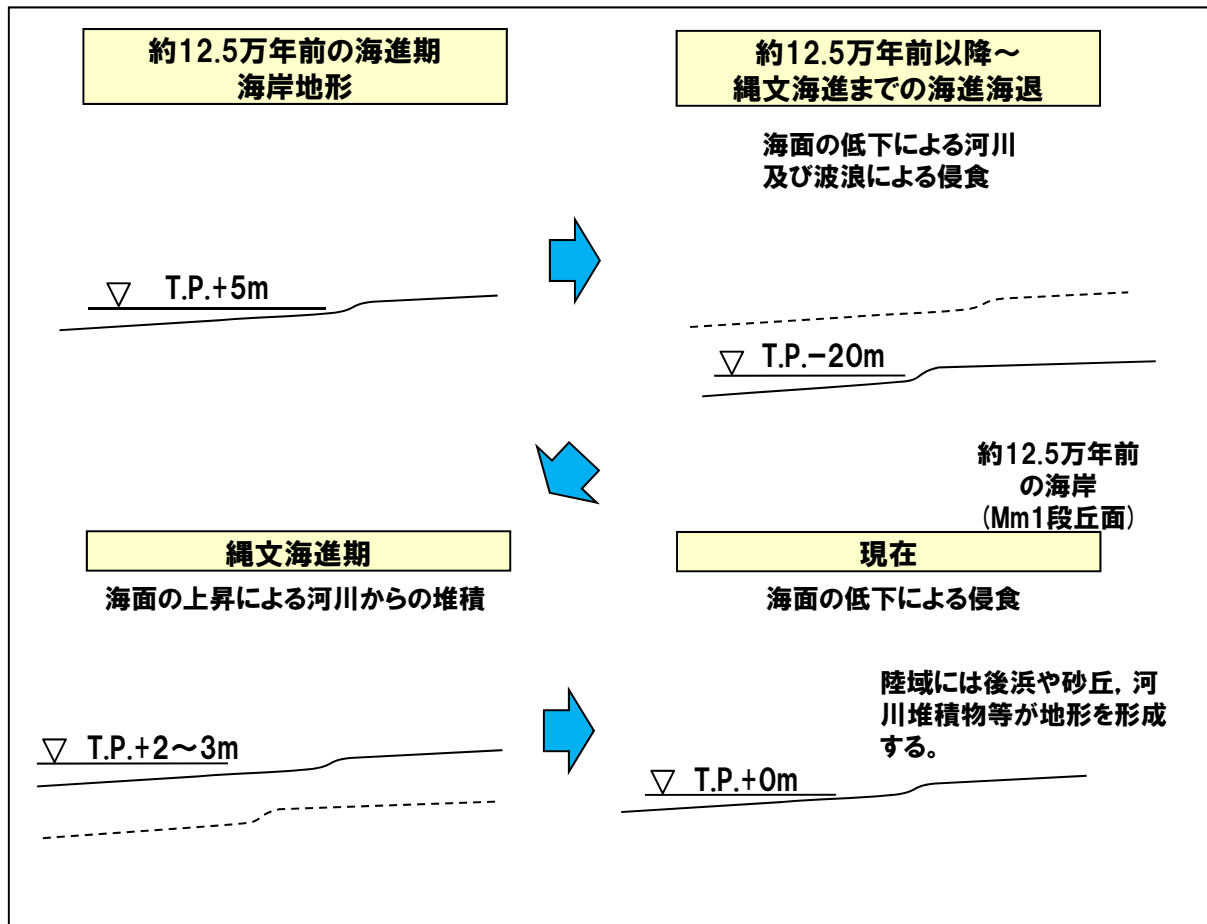 約12.5万年前の海進期
海岸地形
▽ T.P.+5m
約12.5万年前以降～
縄文海進までの海進海退
海面の低下による河川
及び波浪による侵食
▽ T.P.－20m
縄文海進期
海面の上昇による河川からの堆積
▽ T.P.+2～3m
約12.5万年前
の海岸
(Mm1段丘面)
現在
海面の低下による侵食
陸域には後浜や砂丘, 河
川堆積物等が地形を形成
する。
▽ T.P.+0m